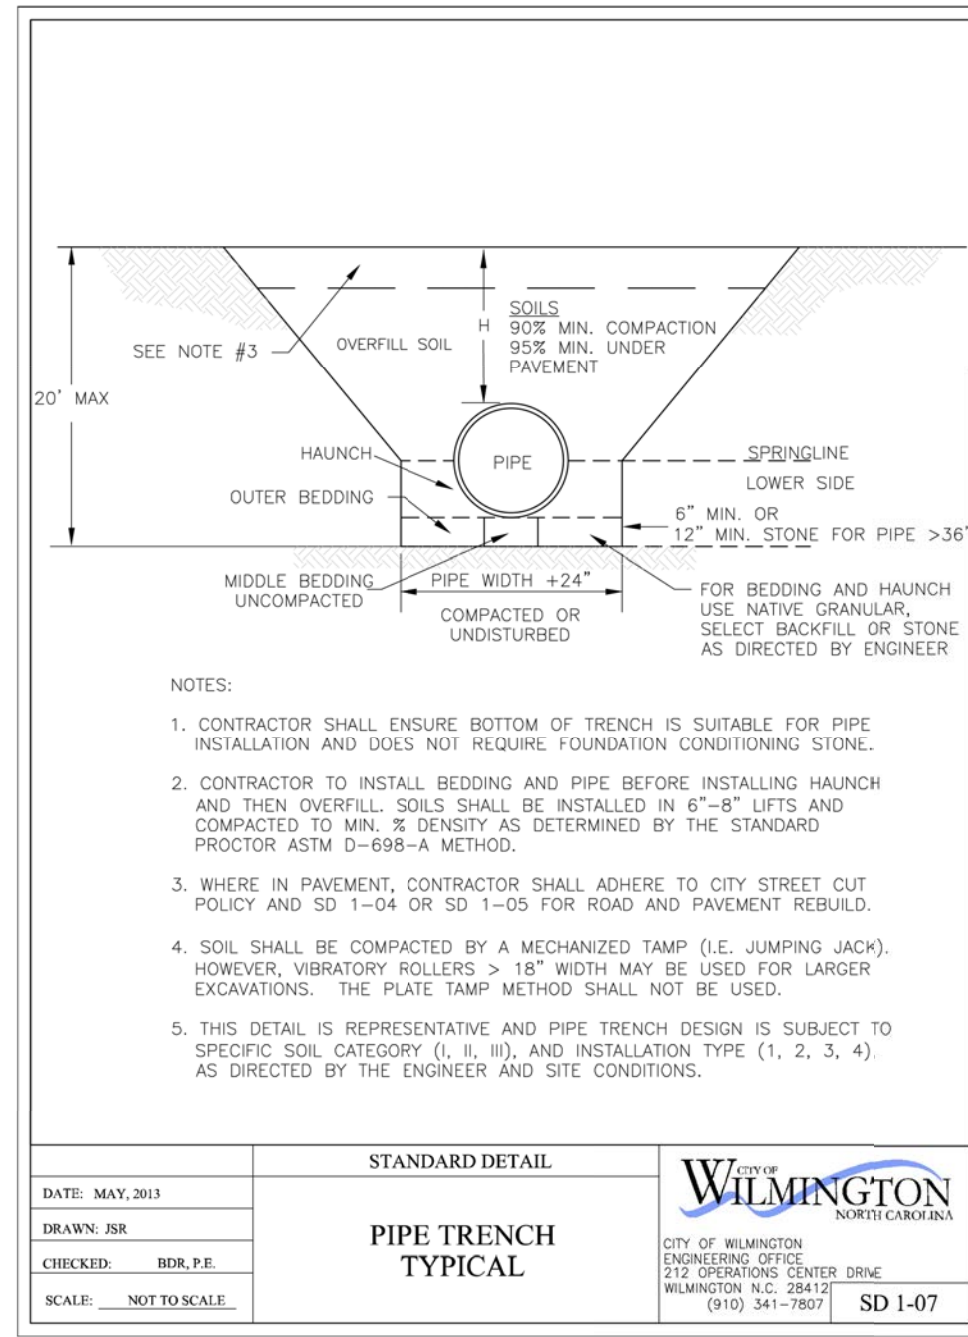 SOILS
90% MIN. COMPACTION
95% MIN. UNDER
PAVEMENT
H
OVERFILL SOIL
SEE NOTE #3
20' MAX
HAUNCH
PIPE
SPRINGLINE
OUTER BEDDING
LOWER SIDE
6" MIN. OR
12" MIN. STONE FOR PIPE >36"
MIDDLE BEDDING
UNCOMPACTED
PIPE WIDTH +24"
COMPACTED OR
UNDISTURBED
FOR BEDDING AND HAUNCH
USE NATIVE GRANULAR,
SELECT BACKFILL OR STONE
AS DIRECTED BY ENGINEER
NOTES:
1. CONTRACTOR SHALL ENSURE BOTTOM OF TRENCH IS SUITABLE FOR PIPE
INSTALLATION AND DOES NOT REQUIRE FOUNDATION CONDITIONING STONE.
2. CONTRACTOR TO INSTALL BEDDING AND PIPE BEFORE INSTALLING HAUNCH
AND THEN OVERFILL. SOILS SHALL BE INSTALLED IN 6"-8" LIFTS AND
COMPACTED TO MIN. % DENSITY AS DETERMINED BY THE STANDARD
PROCTOR ASTM D-698-A METHOD.
3. WHERE IN PAVEMENT, CONTRACTOR SHALL ADHERE TO CITY STREET CUT
POLICY AND SD 1-04 OR SD 1-05 FOR ROAD AND PAVEMENT REBUILD.
4. SOIL SHALL BE COMPACTED BY A MECHANIZED TAMP (I.E. JUMPING JACK).
HOWEVER, VIBRATORY ROLLERS > 18" WIDTH MAY BE USED FOR LARGER
EXCAVATIONS. THE PLATE TAMP METHOD SHALL NOT BE USED.
5. THIS DETAIL IS REPRESENTATIVE AND PIPE TRENCH DESIGN IS SUBJECT TO
SPECIFIC SOIL CATEGORY (I, II, III), AND INSTALLATION TYPE (1, 2, 3, 4),
AS DIRECTED BY THE ENGINEER AND SITE CONDITIONS.
DATE: MAY, 2013
DRAWN: JSR
CHECKED: BDR, P.E.
SCALE: NOT TO SCALE
STANDARD DETAIL
PIPE TRENCH
TYPICAL
CITY OF
WILMINGTON
NORTH CAROLINA
CITY OF WILMINGTON
ENGINEERING OFFICE
212 OPERATIONS CENTER DRIVE
WILMINGTON N.C. 28412
(910) 341-7807
SD 1-07